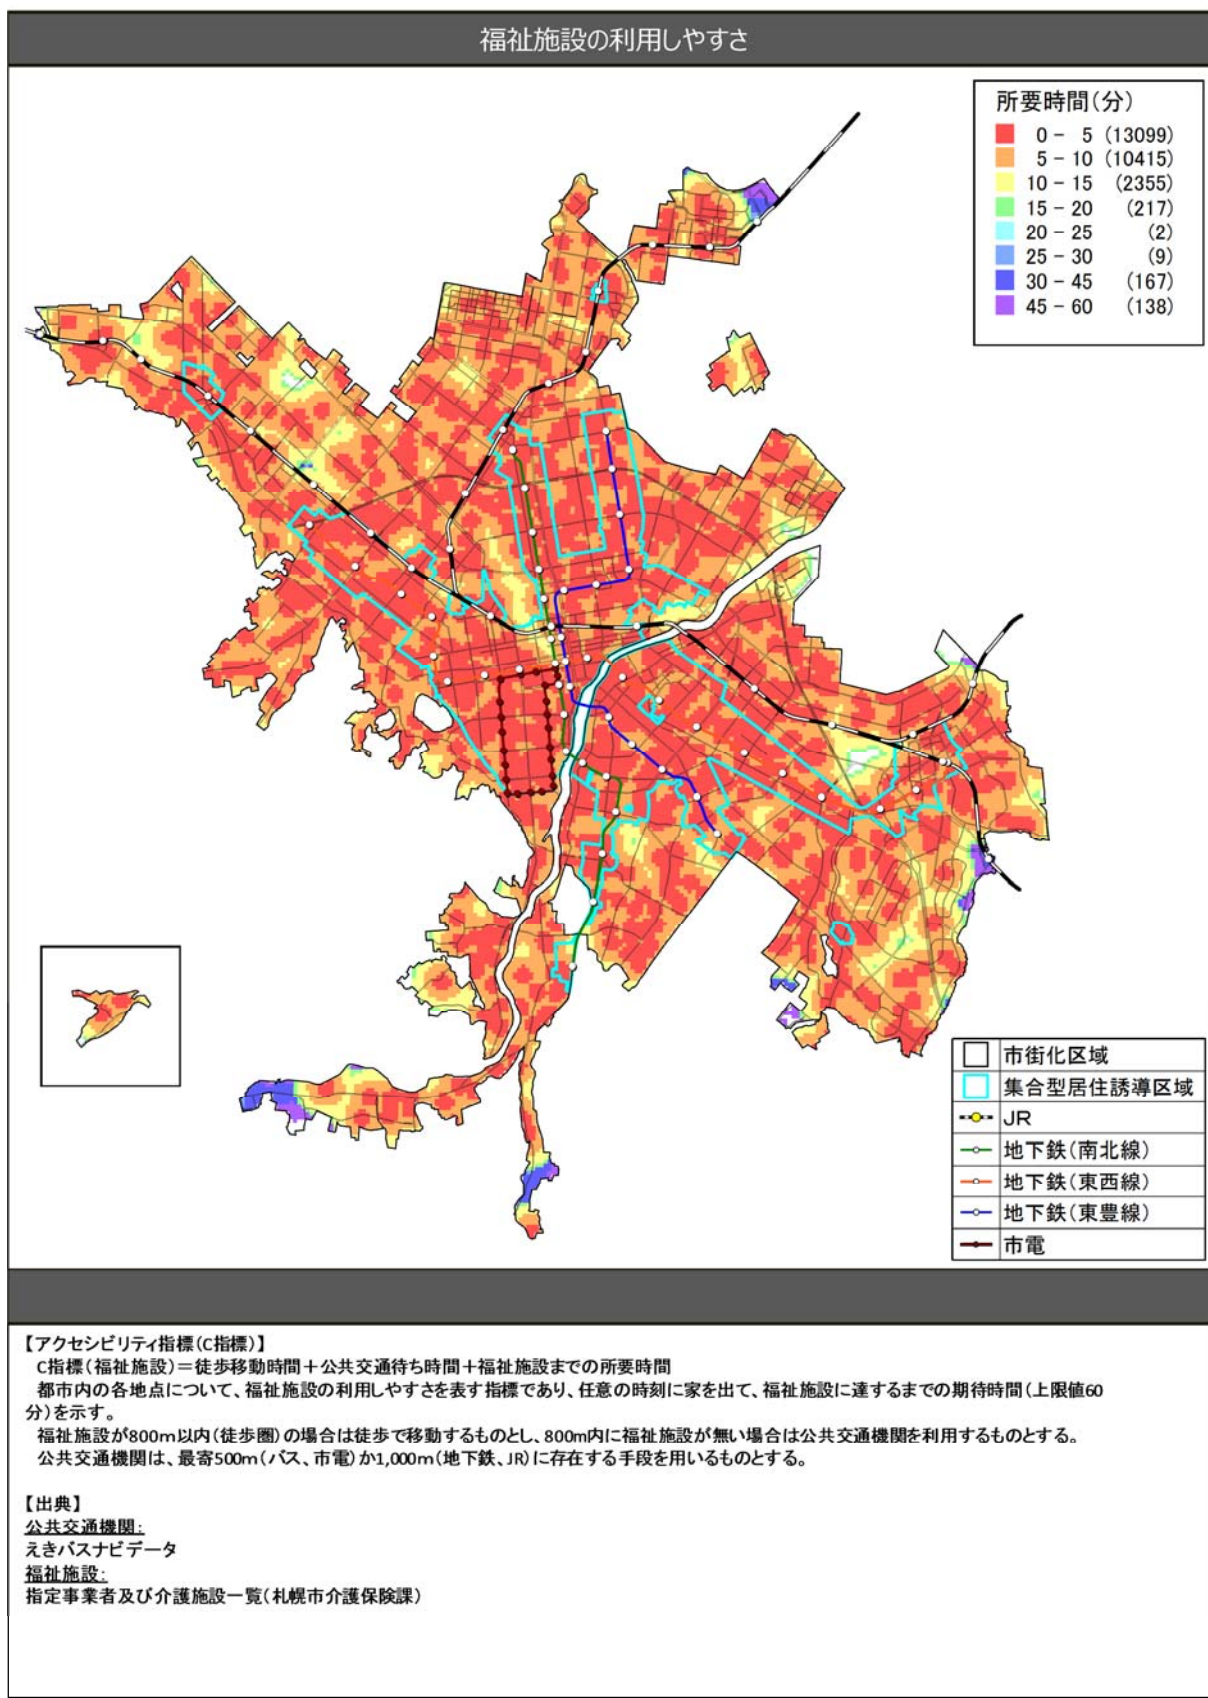 福祉施設の利用しやすさ
所要時間(分)
0 - 5 (13099)
5 - 10 (10415)
10 - 15 (2355)
15 - 20 (217)
20 - 25 (2)
25 - 30 (9)
30 - 45 (167)
45 - 60 (138)
市街化区域
集合型居住誘導区域
JR
地下鉄(南北線)
地下鉄(東西線)
地下鉄(東豊線)
市電
【アクセシビリティ指標(C指標)】
C指標(福祉施設)=徒歩移動時間+公共交通待ち時間+福祉施設までの所要時間
都市内の各地点について、福祉施設の利用しやすさを表す指標であり、任意の時刻に家を出て、福祉施設に達するまでの期待時間(上限値60
分)を示す。
福祉施設が800m以内(徒歩圏)の場合は徒歩で移動するものとし、800m内に福祉施設が無い場合は公共交通機関を利用するものとする。
公共交通機関は、最寄500m(バス、市電)か1,000m(地下鉄、JR)に存在する手段を用いるものとする。
【出典】
公共交通機関:
えきバスナビデータ
福祉施設:
指定事業者及び介護施設一覧(札幌市介護保険課)